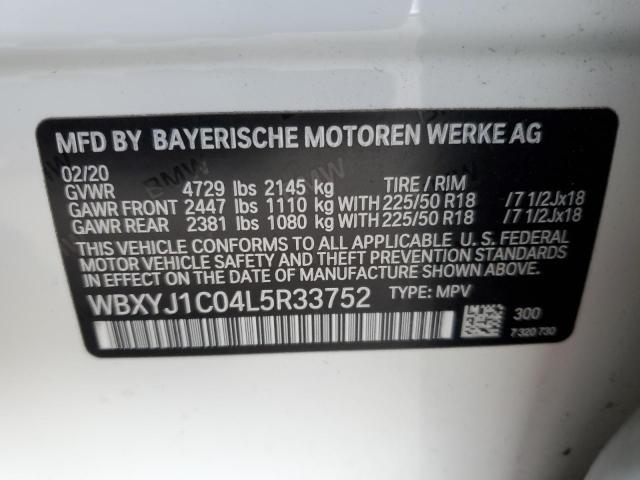 MFD BY BAYERISCHE MOTOREN WERKE AG
02/20
GVWR 4729 lbs 2145 kg TIRE / RIM
GAWR FRONT 2447 lbs 1110 kg WITH 225/50 R18 /7 1/2Jx18
GAWR REAR 2381 lbs 1080 kg WITH 225/50 R18 /7 1/2Jx18
THIS VEHICLE CONFORMS TO ALL APPLICABLE U. S. FEDERAL
MOTOR VEHICLE SAFETY AND THEFT PREVENTION STANDARDS
IN EFFECT ON THE DATE OF MANUFACTURE SHOWN ABOVE.
WBXYJ1C04L5R33752 TYPE: MPV
300
7 320 730
BMW
BMW
BMW